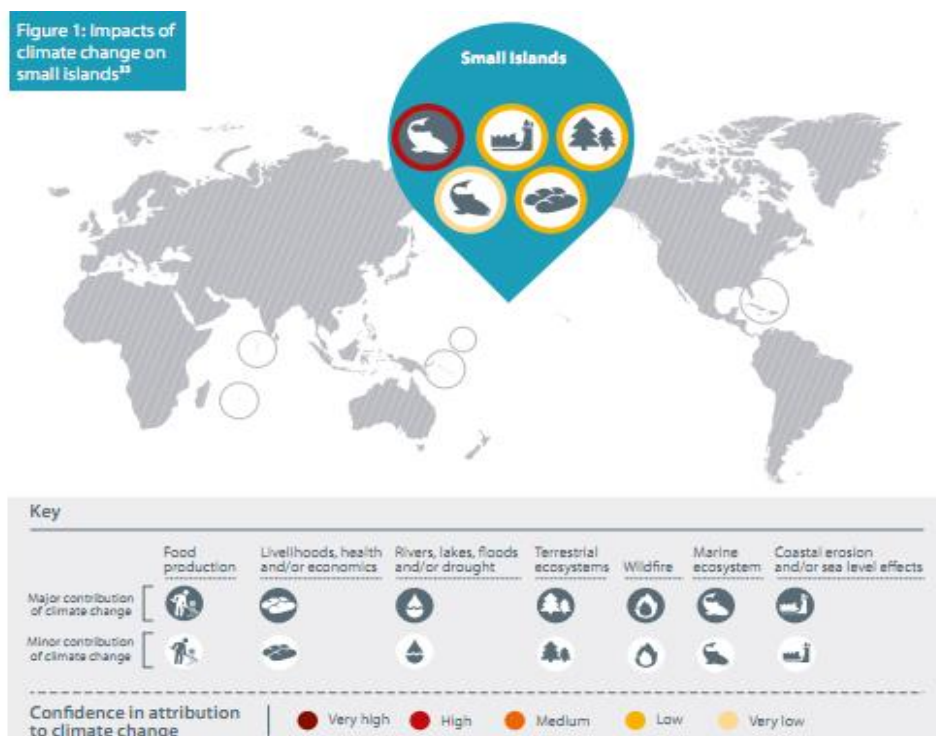 Figure 1: Impacts of
climate change on
small islands³³
Small Islands
Key
Food
production
Livelihoods, health
and/or economics
Rivers, lakes, floods
and/or drought
Terrestrial
ecosystems
Wildfire
Marine
ecosystem
Coastal erosion
and/or sea level effects
Major contribution
of climate change
Minor contribution
of climate change
Confidence in attribution
to climate change
Very high
High
Medium
Low
Very low